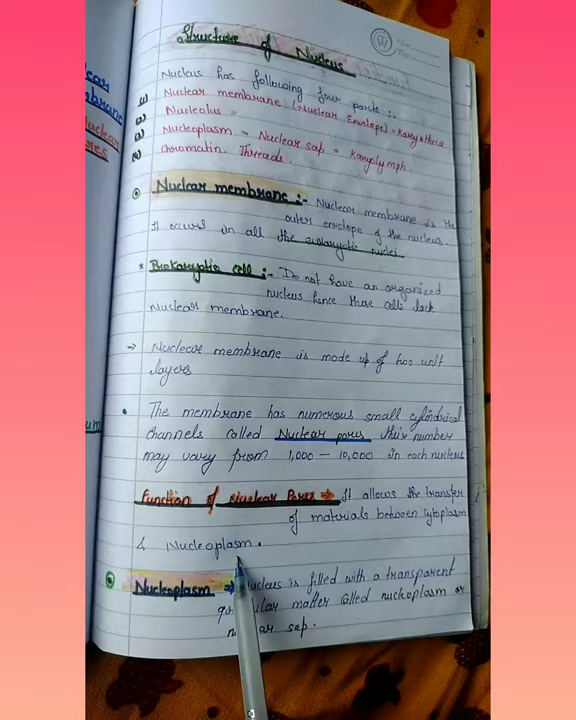 Structure of Nucleus
Nucleus has following four parts :-
(1) Nuclear membrane (Nuclear Envelope) = Karyotheca
(2) Nucleolus =
(3) Nucleoplasm = Nuclear sap = Karyolymph.
(4) Chromatin Threads.
Nuclear membrane :- Nuclear membrane is the
outer envelope of the nucleus.
It occurs in all the eukaryotic nuclei.
* Prokaryotic cell :- Do not have an organized
nucleus hence these cells lack
Nuclear membrane.
→ Nuclear membrane is made up of two unit
layers
• The membrane has numerous small cylindrical
channels called Nuclear pores their number
may vary from 1,000 - 10,000 in each nucleus
Function of Nuclear Pores ⇒ It allows the transfer
of materials between cytoplasm
& Nucleoplasm.
Nucleoplasm ⇒ Nucleus is filled with a transparent
matter called nucleoplasm or
sap.